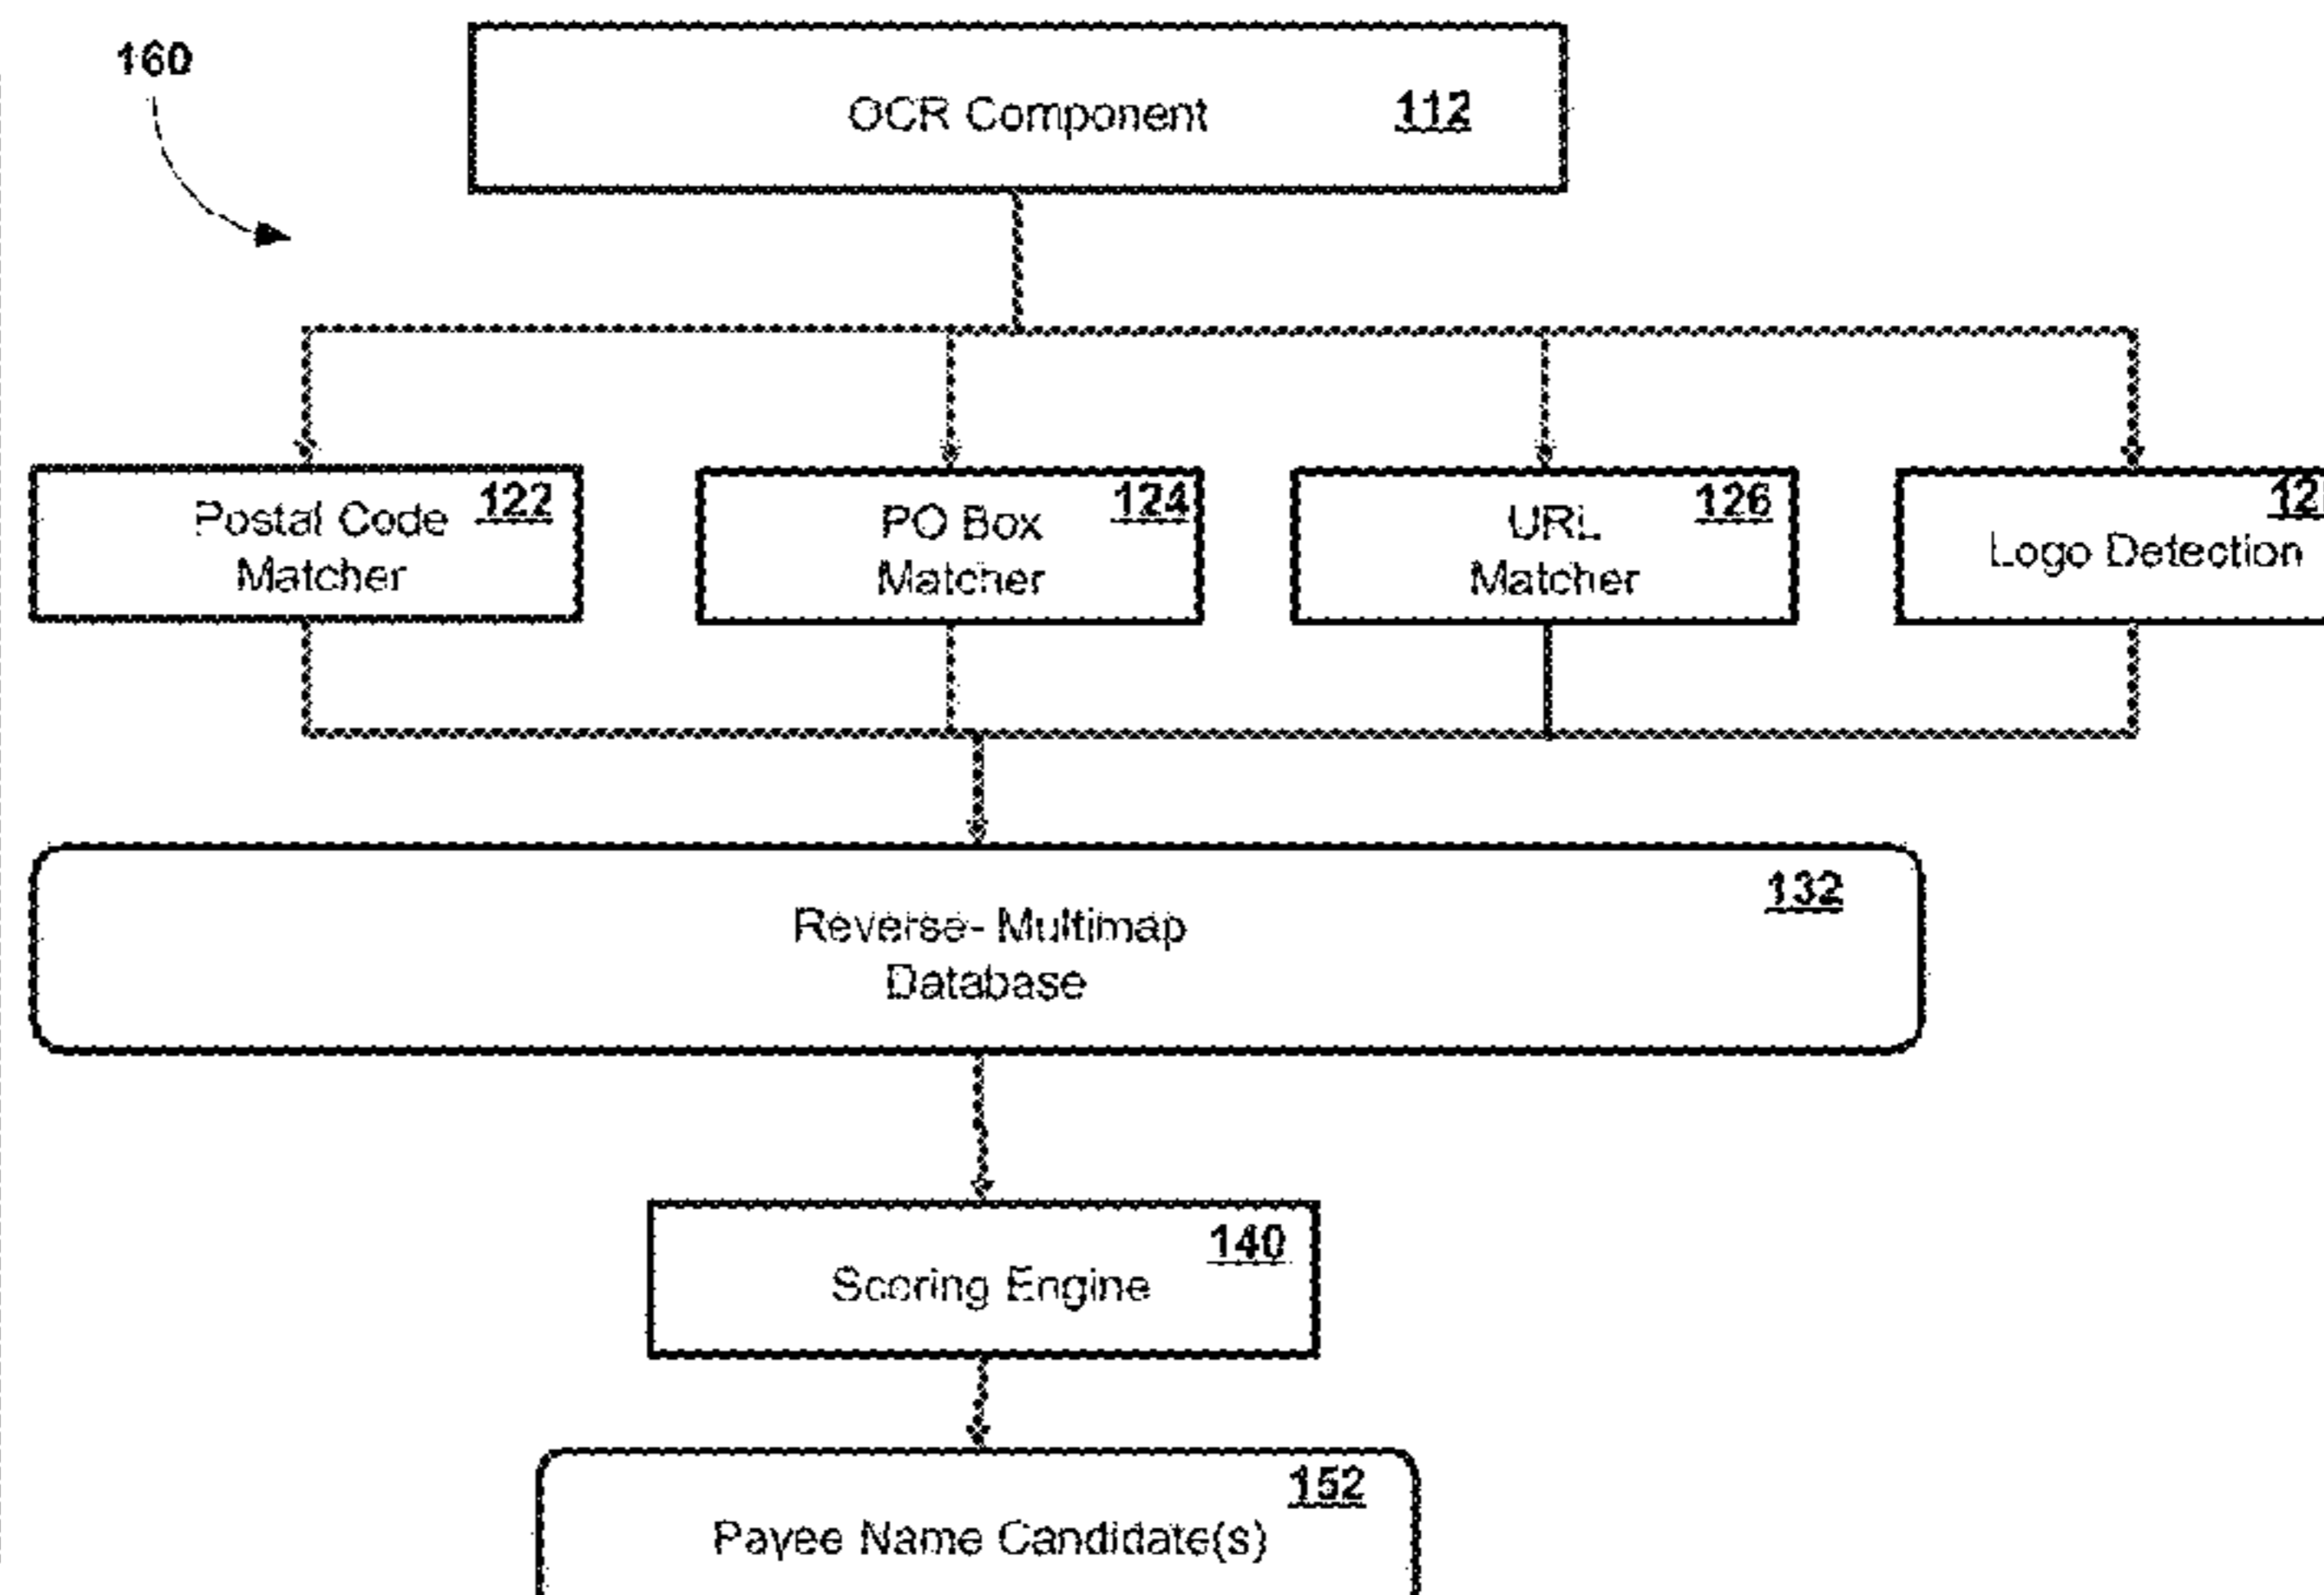 160
OCR Component 112
Postal Code 122
Matcher
PO Box 124
Matcher
URL 126
Matcher
Logo Detection
132
Reverse- Multimap
Database
140
Scoring Engine
152
Payee Name Candidate(s)